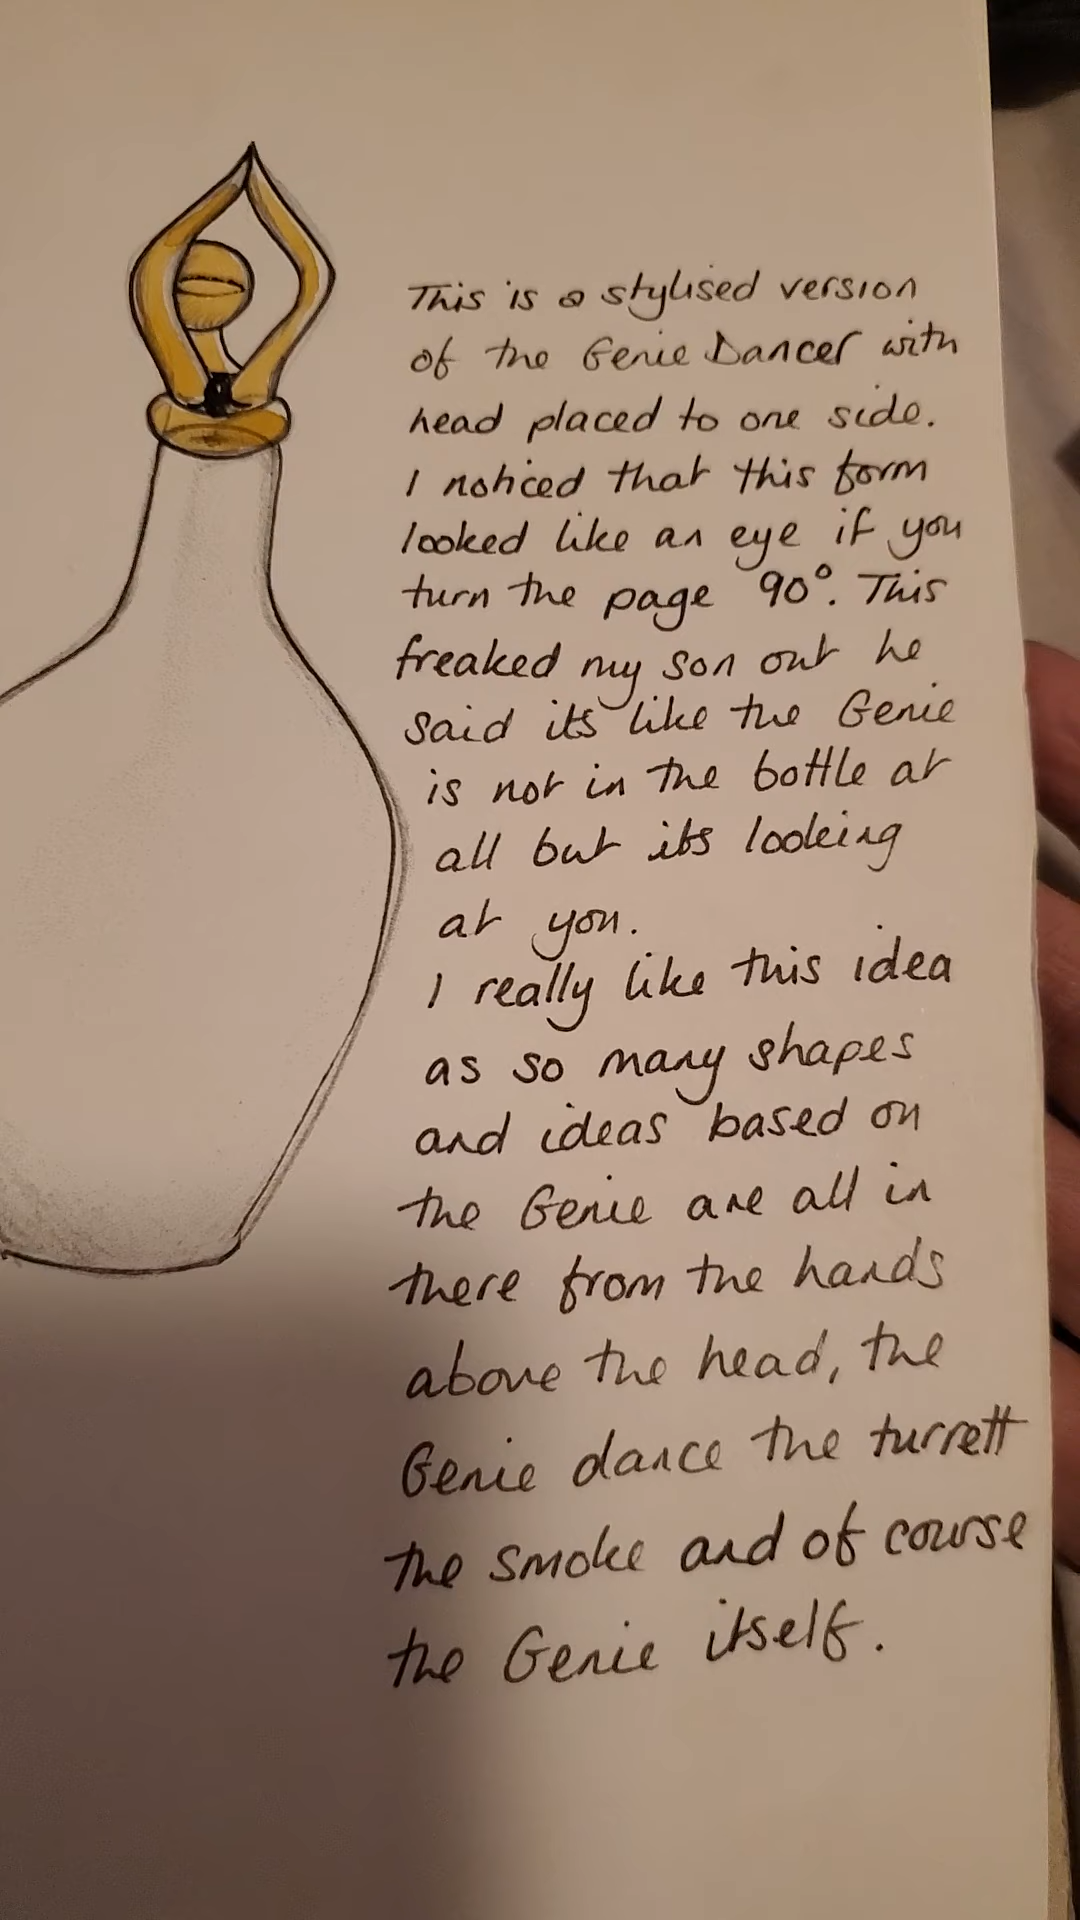 This is a stylised version
of the Genie Dancer with
head placed to one side.
I noticed that this form
looked like an eye if you
turn the page 90°. This
freaked my son out he
said its like the Genie
is not in the bottle at
all but its looking
at you.
I really like this idea
as so many shapes
and ideas based on
the Genie are all in
there from the hands
above the head, the
Genie dance the turrett
the smoke and of course
the Genie itself.